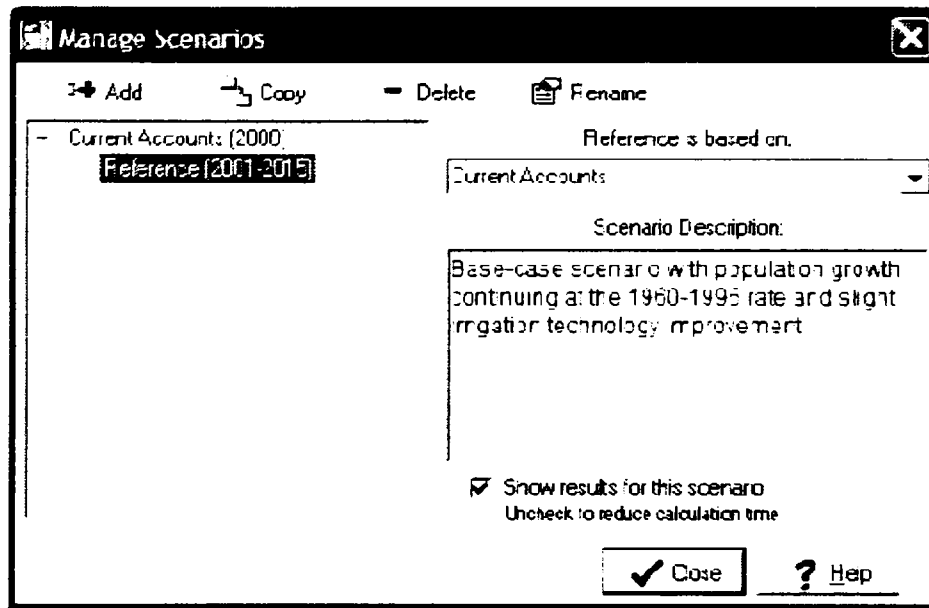 Manage Scenarios
Add Copy Delete Rename
Current Accounts (2000)
Reference (2001-2015)
Reference is based on:
Current Accounts
Scenario Description:
Base-case scenario with population growth
continuing at the 1960-1995 rate and slight
irrigation technology improvement
Show results for this scenario
Uncheck to reduce calculation time
Close
? Help